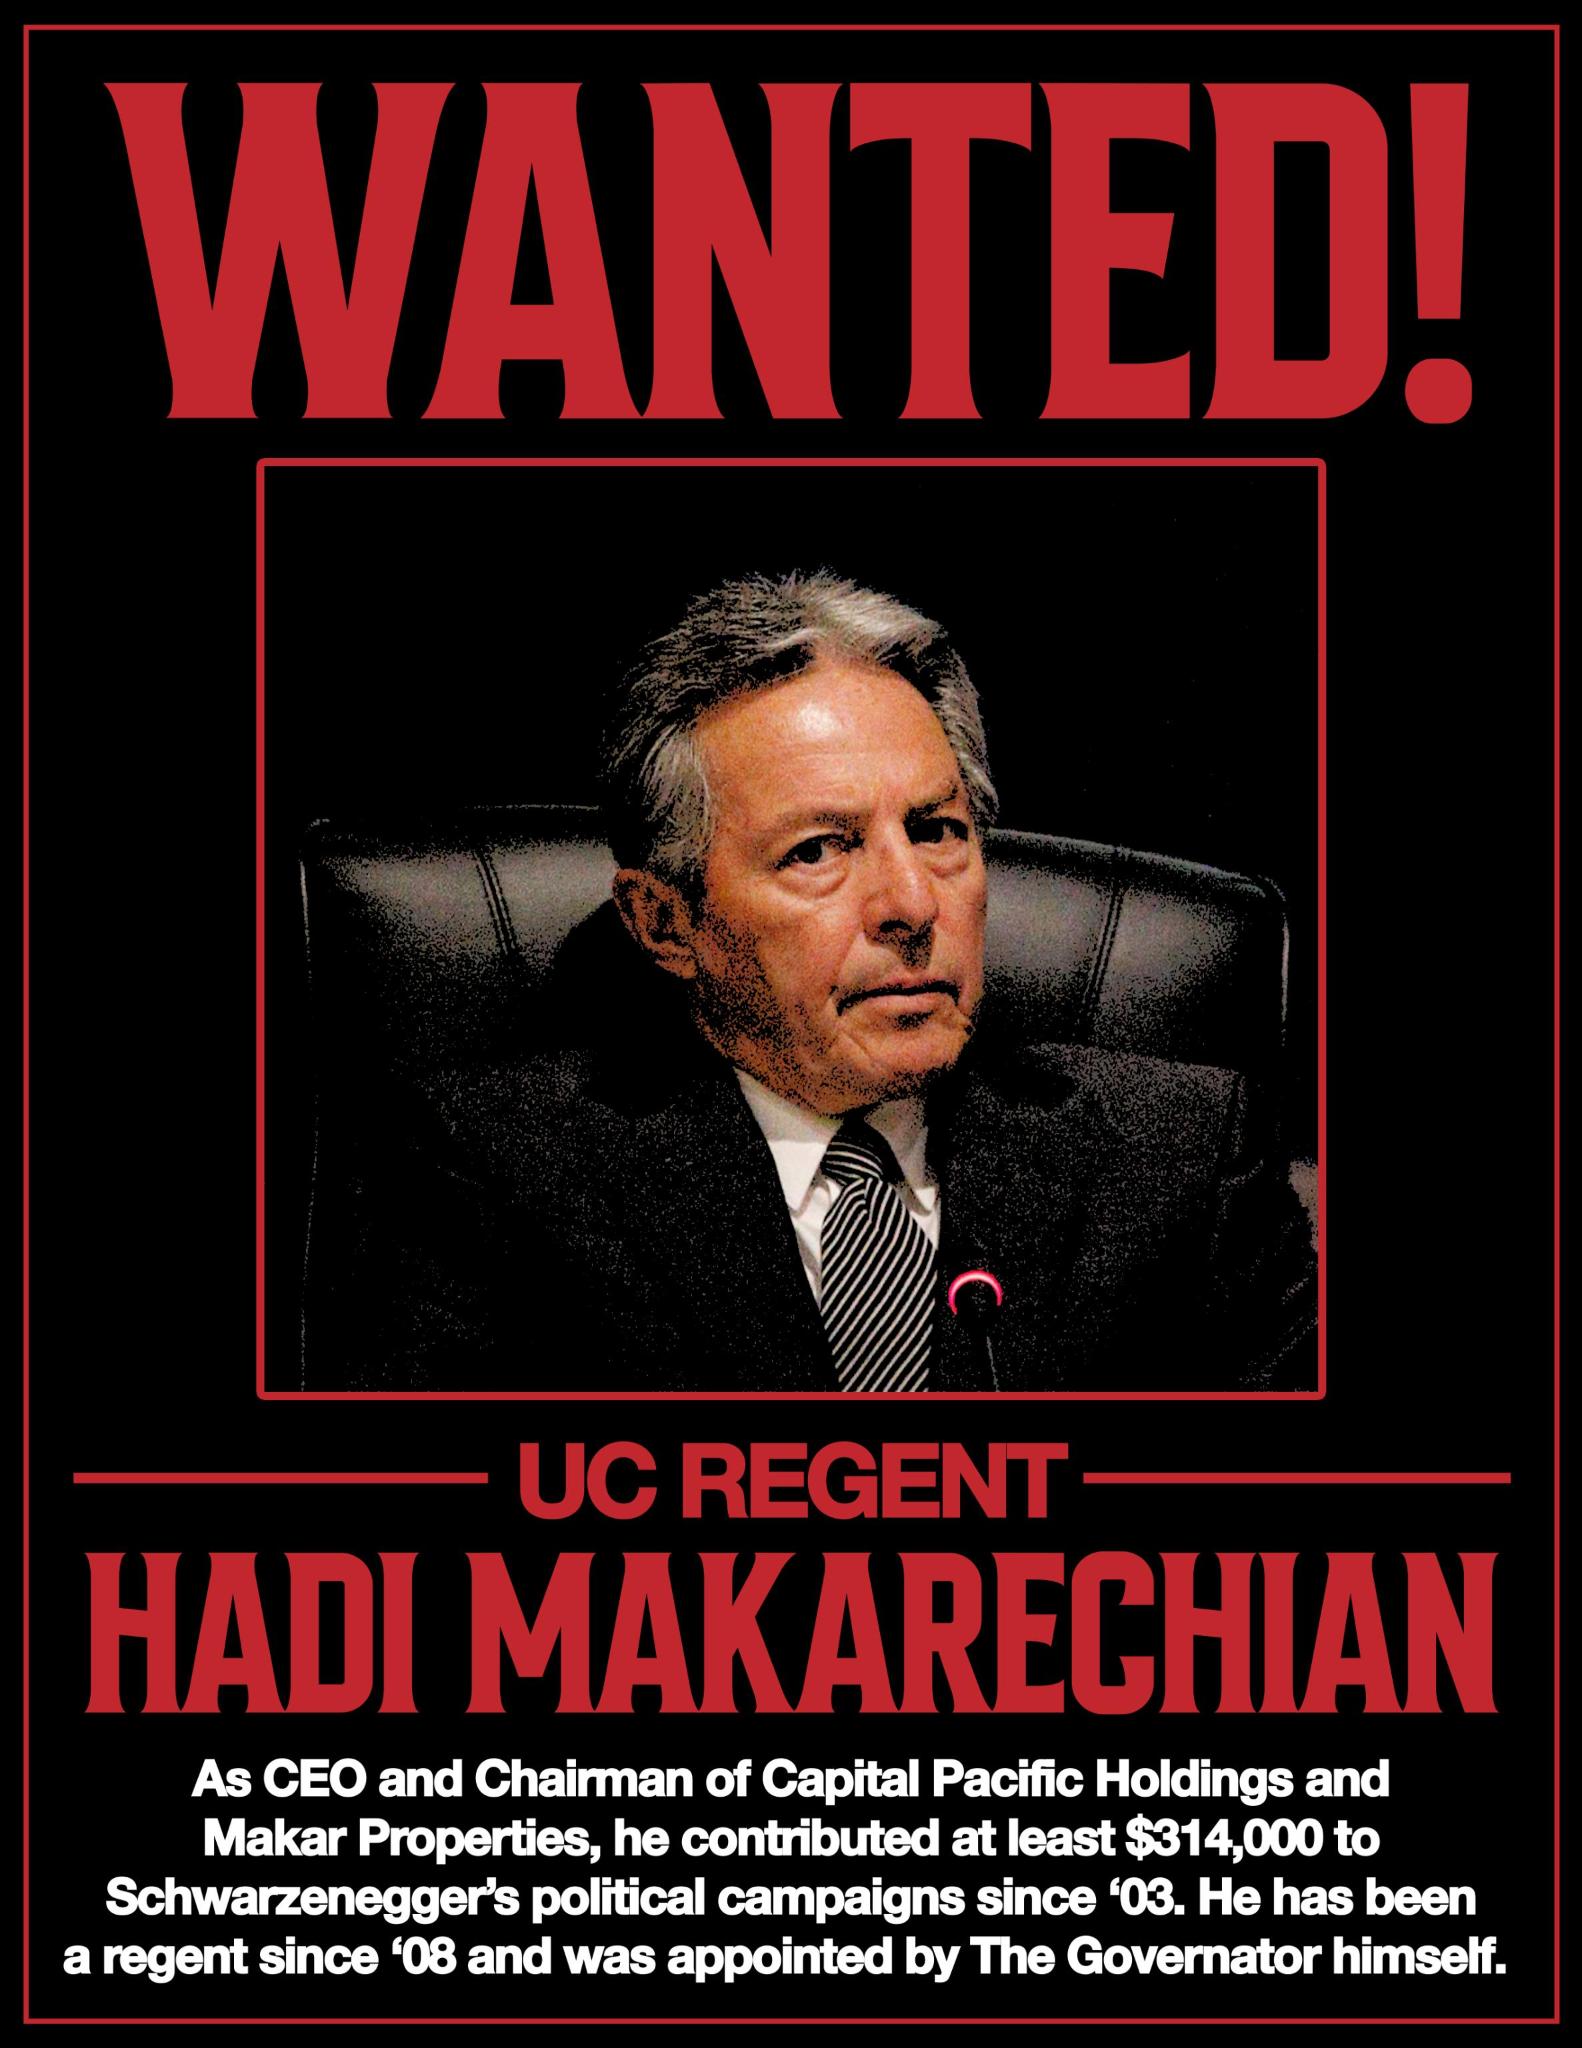 WANTED!
UC REGENT
HADI MAKARECHIAN
As CEO and Chairman of Capital Pacific Holdings and
Makar Properties, he contributed at least $314,000 to
Schwarzenegger’s political campaigns since ‘03. He has been
a regent since ‘08 and was appointed by The Governator himself.